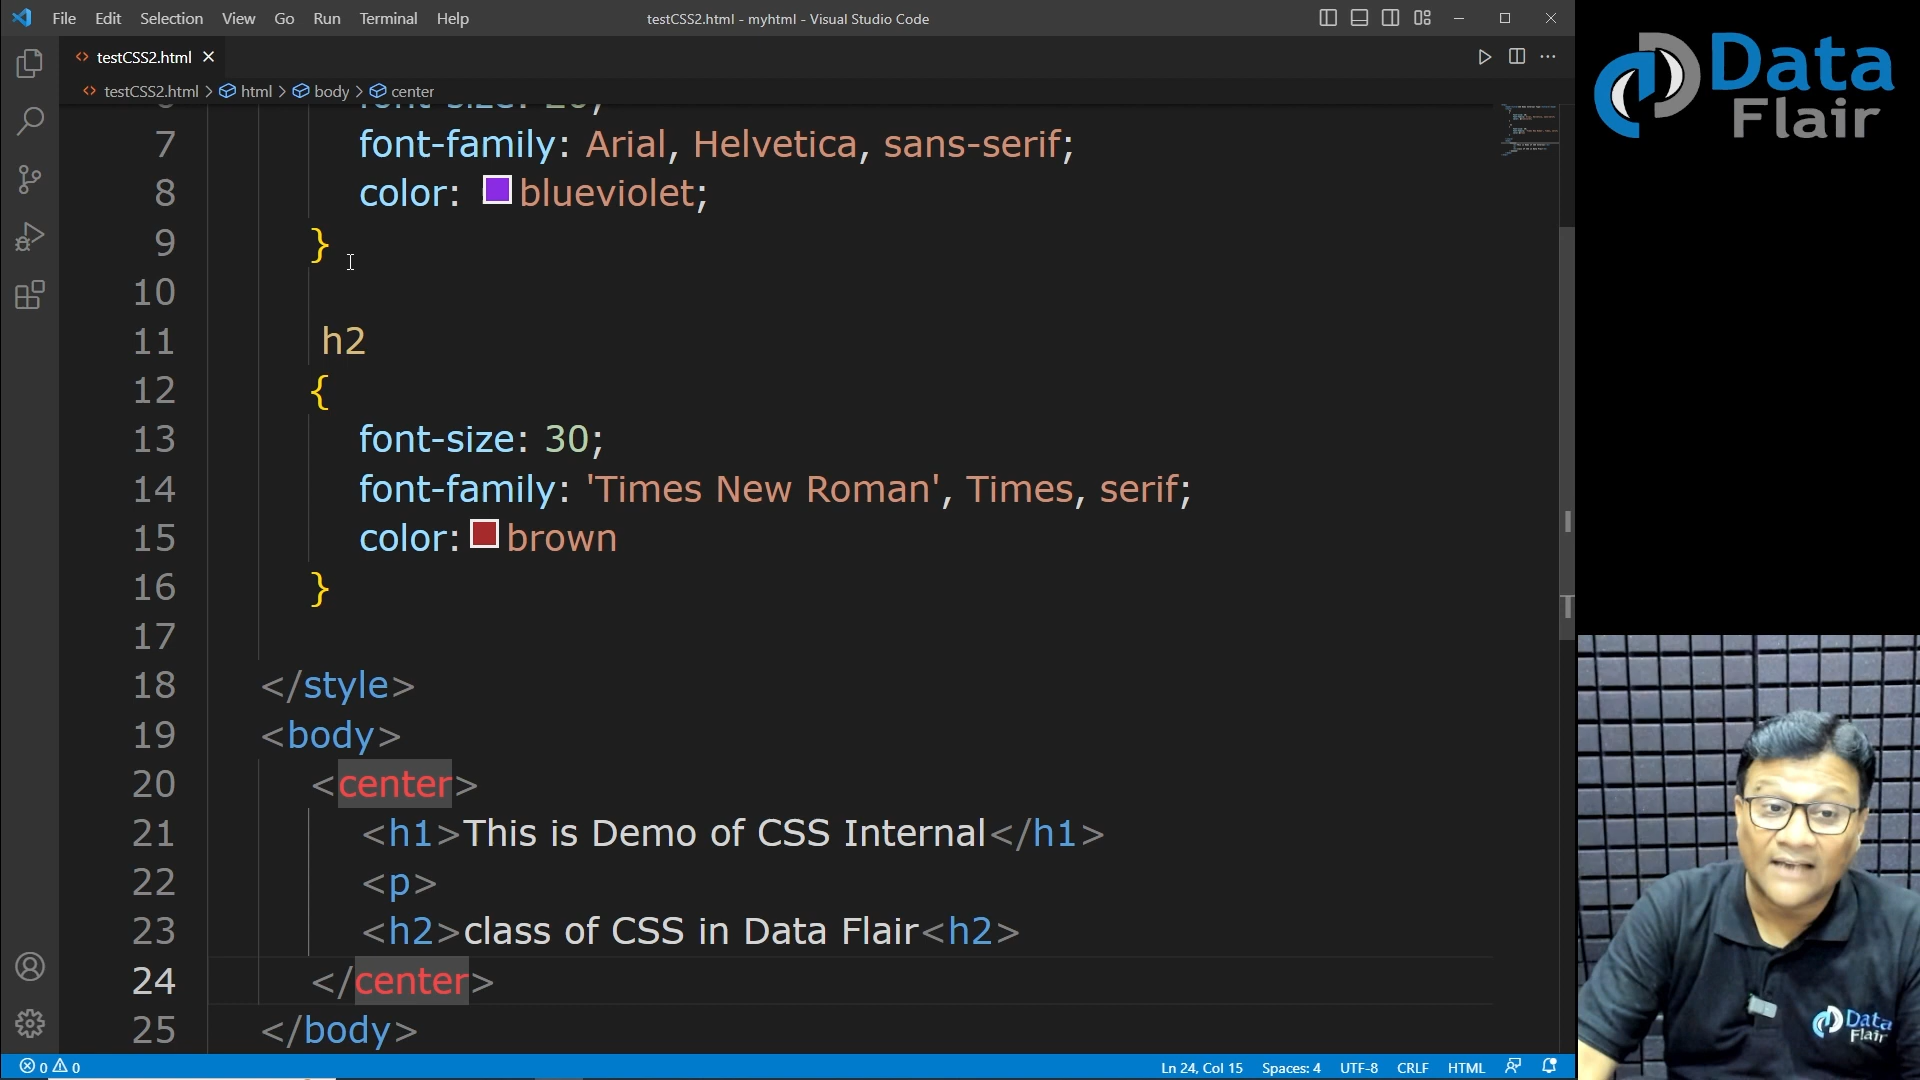 File Edit Selection View Go Run Terminal Help
testCSS2.html - myhtml - Visual Studio Code
testCSS2.html
testCSS2.html > html > body > center
font-size: 20;
7 font-family: Arial, Helvetica, sans-serif;
8 color: blueviolet;
9 }
10
11 h2
12 {
13 font-size: 30;
14 font-family: 'Times New Roman', Times, serif;
15 color: brown
16 }
17
18 </style>
19 <body>
20 <center>
21 <h1>This is Demo of CSS Internal</h1>
22 <p>
23 <h2>class of CSS in Data Flair<h2>
24 </center>
25 </body>
0 0
Ln 24, Col 15 Spaces: 4 UTF-8 CRLF HTML
Data
Flair
Data
Flair